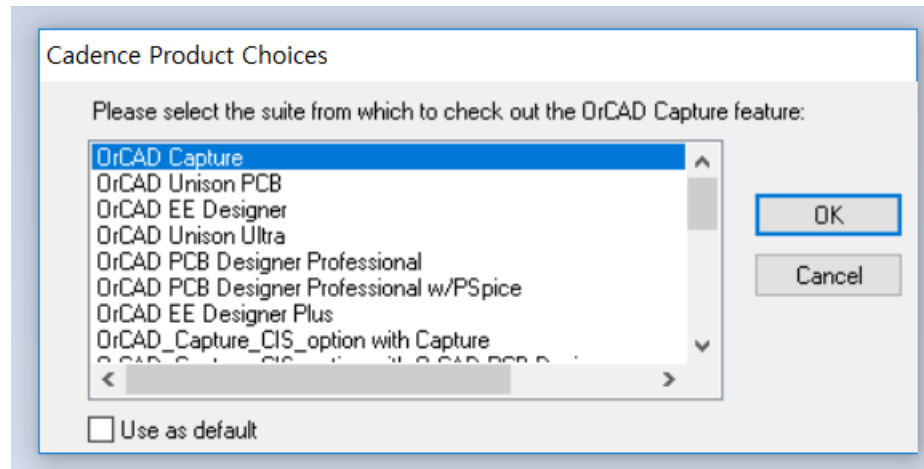 Cadence Product Choices
Please select the suite from which to check out the OrCAD Capture feature:
OrCAD Capture
OrCAD Unison PCB
OrCAD EE Designer
OrCAD Unison Ultra
OrCAD PCB Designer Professional
OrCAD PCB Designer Professional w/PSpice
OrCAD EE Designer Plus
OrCAD_Capture_CIS_option with Capture
OK
Cancel
Use as default